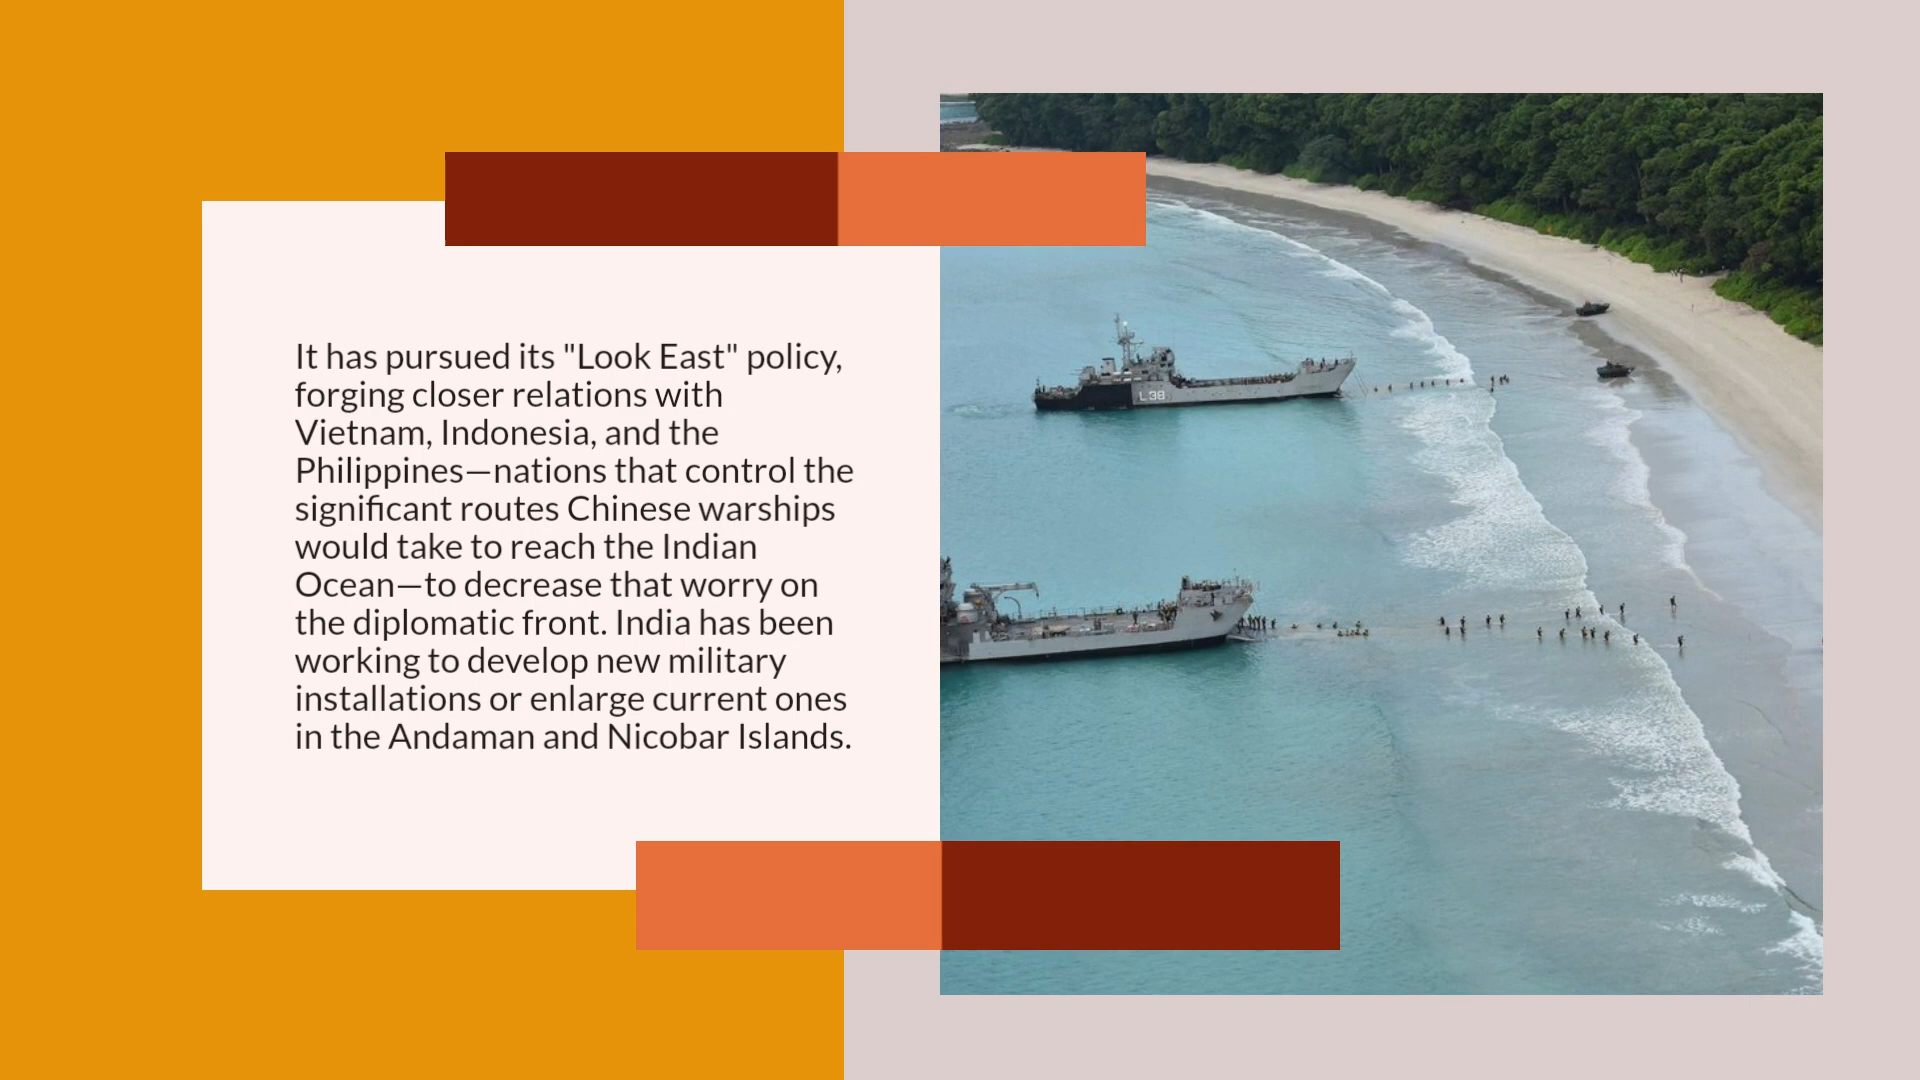 It has pursued its "Look East" policy,
forging closer relations with
Vietnam, Indonesia, and the
Philippines—nations that control the
significant routes Chinese warships
would take to reach the Indian
Ocean—to decrease that worry on
the diplomatic front. India has been
working to develop new military
installations or enlarge current ones
in the Andaman and Nicobar Islands.
L 38